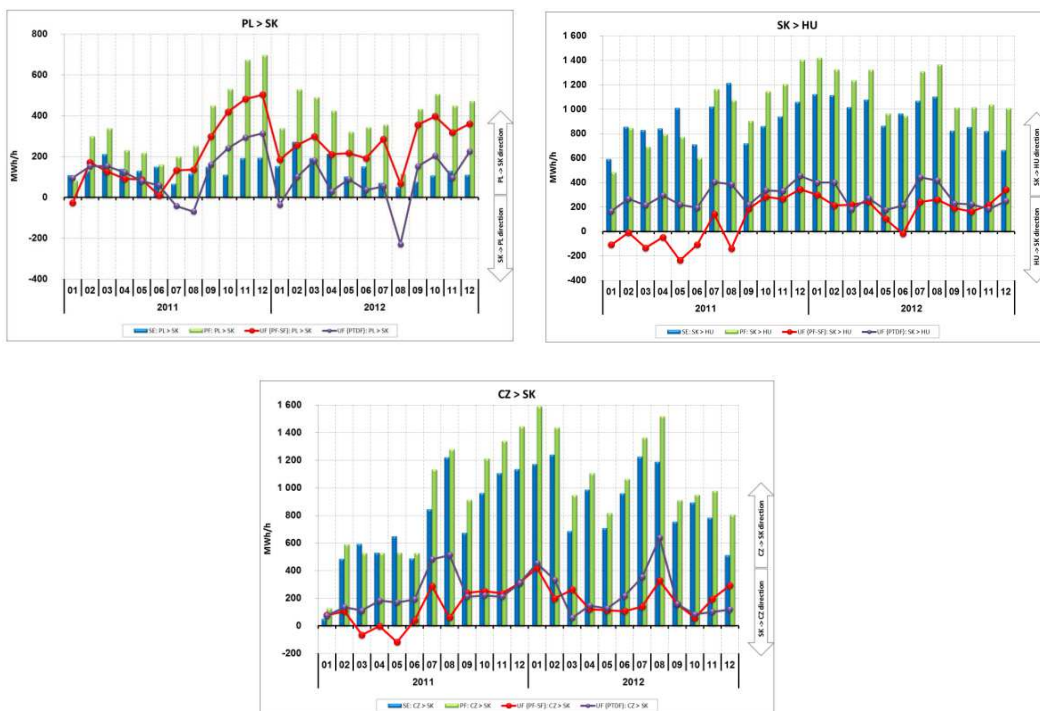 PL > SK
800
600
400
200
0
-200
-400
MWh/h
01 02 03 04 05 06 07 08 09 10 11 12 01 02 03 04 05 06 07 08 09 10 11 12
2011 2012
PL -> SK direction
SK -> PL direction
SE: PL > SK PF: PL > SK UF (PF-SF): PL > SK UF (PTDF): PL > SK
SK > HU
1 600
1 400
1 200
1 000
800
600
400
200
0
-200
-400
MWh/h
01 02 03 04 05 06 07 08 09 10 11 12 01 02 03 04 05 06 07 08 09 10 11 12
2011 2012
SK -> HU direction
HU -> SK direction
SE: SK > HU PF: SK > HU UF (PF-SF): SK > HU UF (PTDF): SK > HU
CZ > SK
1 600
1 400
1 200
1 000
800
600
400
200
0
-200
MWh/h
01 02 03 04 05 06 07 08 09 10 11 12 01 02 03 04 05 06 07 08 09 10 11 12
2011 2012
CZ -> SK direction
SK -> CZ direction
SE: CZ > SK PF: CZ > SK UF (PF-SF): CZ > SK UF (PTDF): CZ > SK